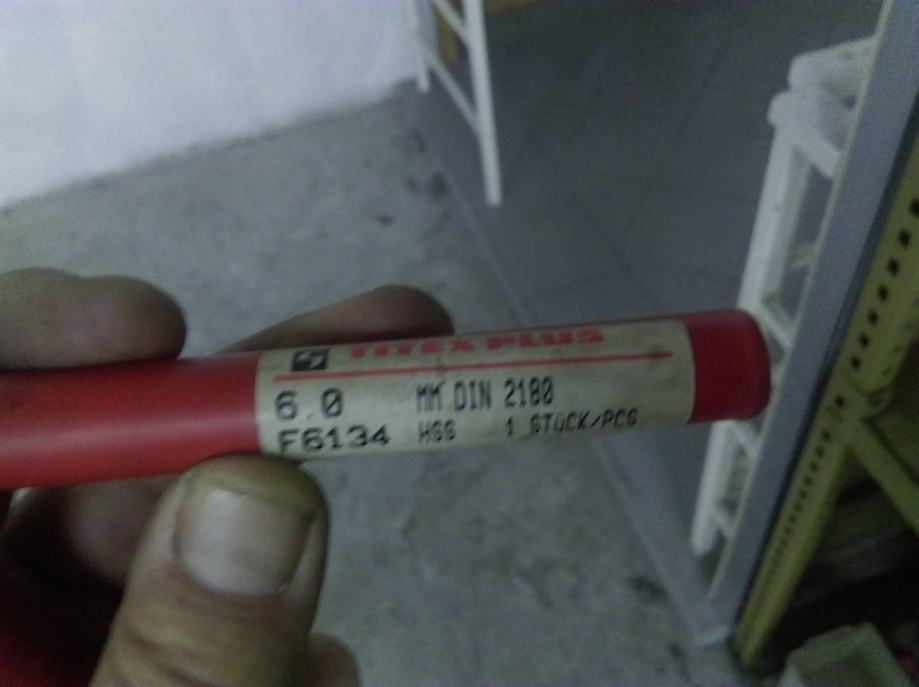 TITEX PLUS
6.0 MM DIN 2180
F6134 HSS 1 STÜCK/PCS